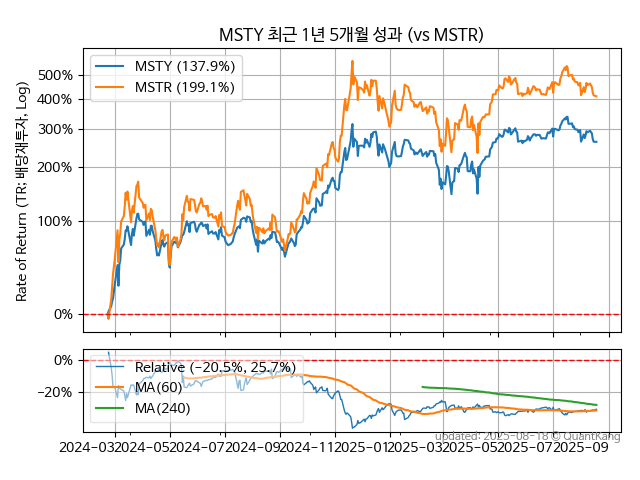 MSTY 최근 1년 5개월 성과 (vs MSTR)
Rate of Return (TR: 배당재투자, Log)
500%
400%
300%
200%
100%
0%
MSTY (137.9%)
MSTR (199.1%)
0%
−20%
Relative (−20.5%, 25.7%)
MA(60)
MA(240)
2024-03
2024-05
2024-07
2024-09
2024-11
2025-01
2025-03
2025-05
2025-07
2025-09
updated: 2025-08-18 © QuantKang